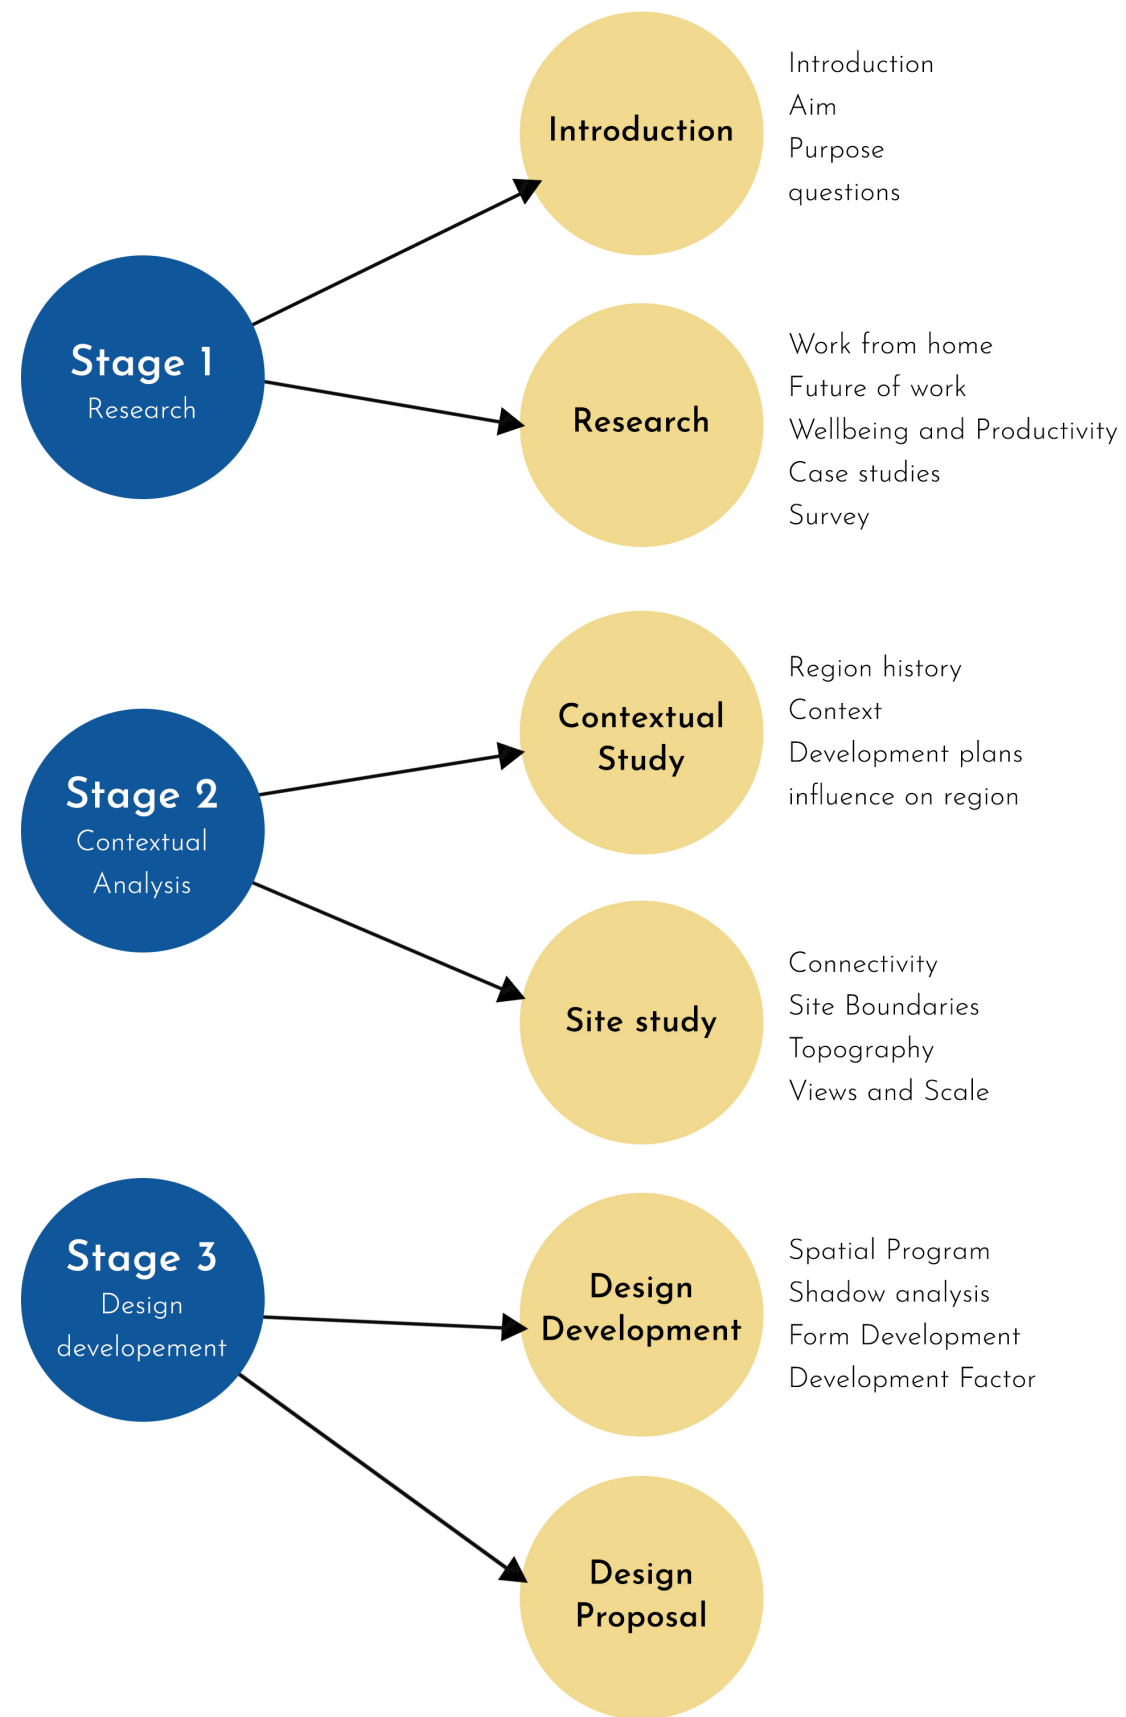 Stage 1
Research
Introduction
Introduction
Aim
Purpose
questions
Research
Work from home
Future of work
Wellbeing and Productivity
Case studies
Survey
Stage 2
Contextual
Analysis
Contextual
Study
Region history
Context
Development plans
influence on region
Site study
Connectivity
Site Boundaries
Topography
Views and Scale
Stage 3
Design
developement
Design
Development
Spatial Program
Shadow analysis
Form Development
Development Factor
Design
Proposal